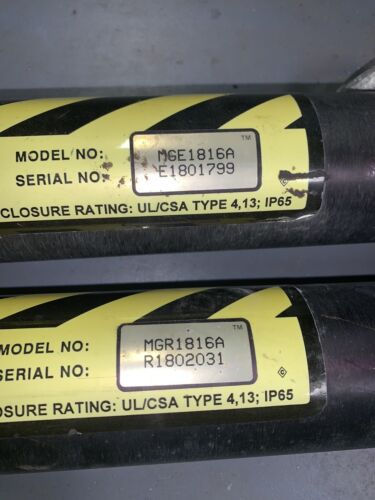 ™
MODEL NO: MGE1816A
SERIAL NO: E1801799
CLOSURE RATING: UL/CSA TYPE 4,13; IP65
™
MODEL NO: MGR1816A
SERIAL NO: R1802031
OSURE RATING: UL/CSA TYPE 4,13; IP65